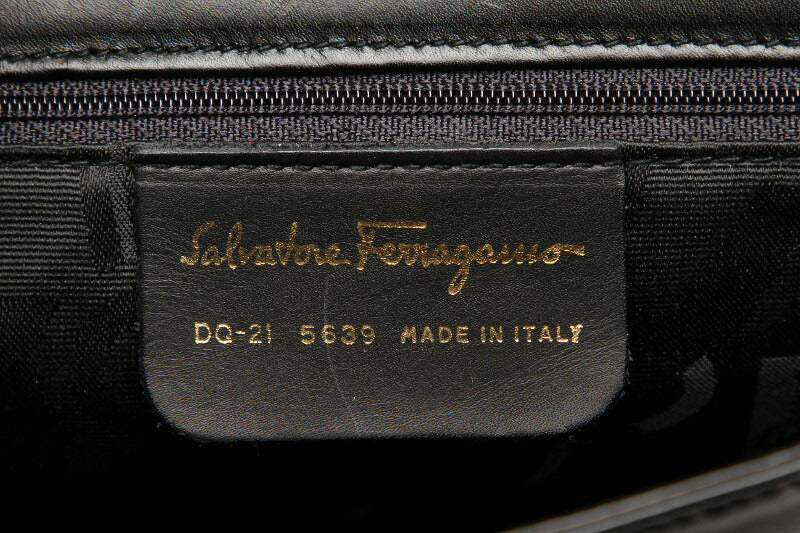 Salvatore Ferragamo
DQ-21 5639 MADE IN ITALY